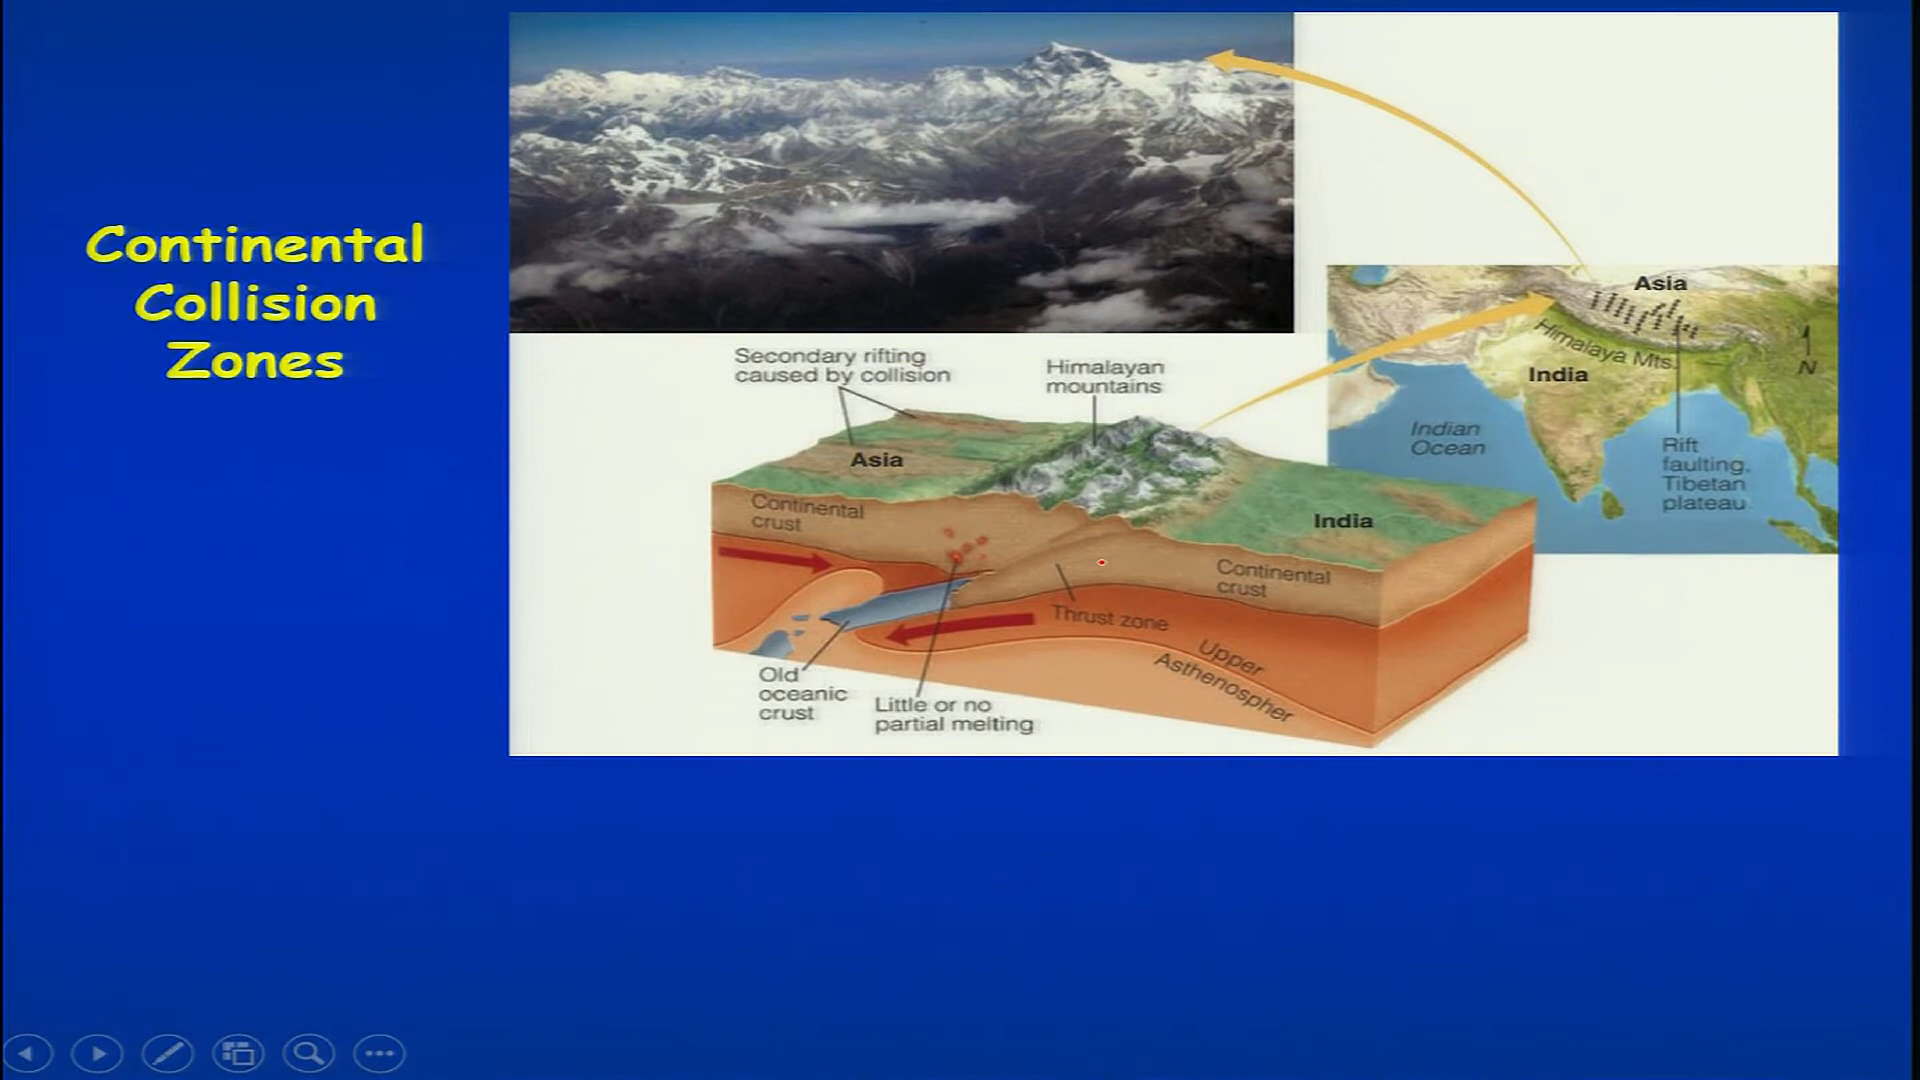 Continental
Collision
Zones
Secondary rifting
caused by collision
Himalayan
mountains
Asia
Continental
crust
India
Continental
crust
Thrust zone
Upper
Asthenospher
Old
oceanic
crust
Little or no
partial melting
Asia
Himalaya Mts.
India
N
Indian
Ocean
Rift
faulting,
Tibetan
plateau